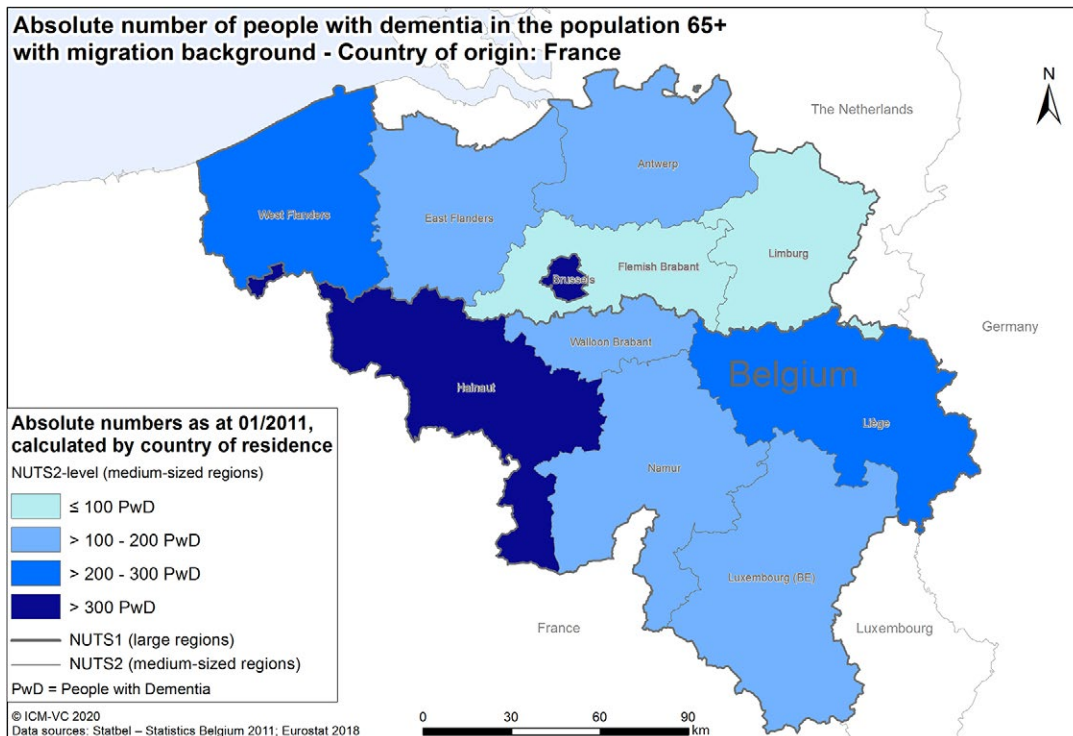 Absolute number of people with dementia in the population 65+
with migration background - Country of origin: France
N
The Netherlands
Antwerp
West Flanders
East Flanders
Limburg
Flemish Brabant
Brussels
Germany
Walloon Brabant
Belgium
Hainaut
Liège
Namur
Luxembourg (BE)
France
Luxembourg
Absolute numbers as at 01/2011,
calculated by country of residence
NUTS2-level (medium-sized regions)
≤ 100 PwD
> 100 - 200 PwD
> 200 - 300 PwD
> 300 PwD
NUTS1 (large regions)
NUTS2 (medium-sized regions)
PwD = People with Dementia
© ICM-VC 2020
Data sources: Statbel – Statistics Belgium 2011; Eurostat 2018
0 30 60 90
km